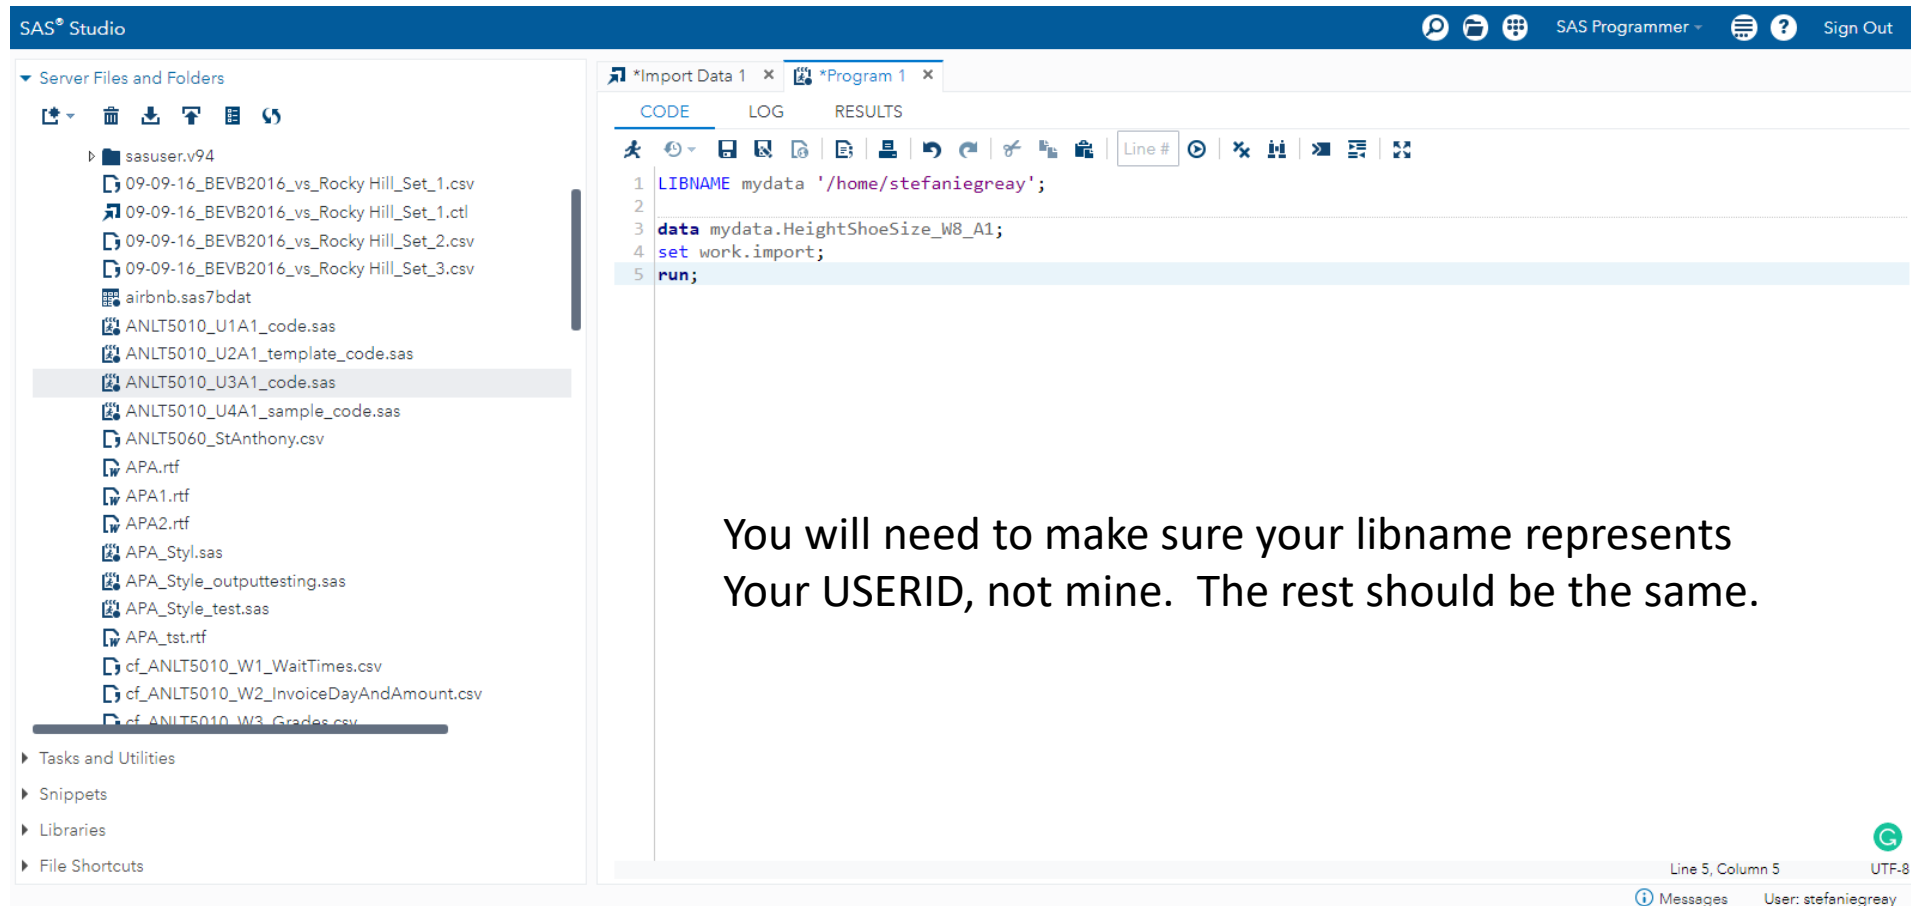 SAS® Studio
SAS Programmer
Sign Out
Server Files and Folders
sasuser.v94
09-09-16_BEVB2016_vs_Rocky Hill_Set_1.csv
09-09-16_BEVB2016_vs_Rocky Hill_Set_1.ctl
09-09-16_BEVB2016_vs_Rocky Hill_Set_2.csv
09-09-16_BEVB2016_vs_Rocky Hill_Set_3.csv
airbnb.sas7bdat
ANLT5010_U1A1_code.sas
ANLT5010_U2A1_template_code.sas
ANLT5010_U3A1_code.sas
ANLT5010_U4A1_sample_code.sas
ANLT5060_StAnthony.csv
APA.rtf
APA1.rtf
APA2.rtf
APA_Styl.sas
APA_Style_outputtesting.sas
APA_Style_test.sas
APA_tst.rtf
cf_ANLT5010_W1_WaitTimes.csv
cf_ANLT5010_W2_InvoiceDayAndAmount.csv
cf_ANLT5010_W3_Grades.csv
Tasks and Utilities
Snippets
Libraries
File Shortcuts
*Import Data 1
*Program 1
CODE LOG RESULTS
Line #
1 LIBNAME mydata '/home/stefaniegreay';
2
3 data mydata.HeightShoeSize_W8_A1;
4 set work.import;
5 run;
You will need to make sure your libname represents
Your USERID, not mine. The rest should be the same.
Line 5, Column 5
UTF-8
Messages
User: stefaniegreay